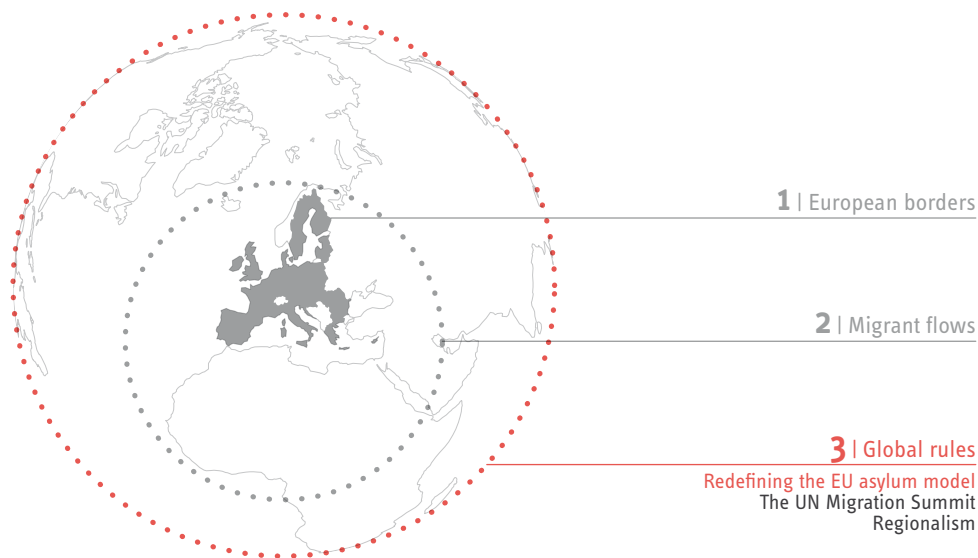 1 | European borders
2 | Migrant flows
3 | Global rules
Redefining the EU asylum model
The UN Migration Summit
Regionalism